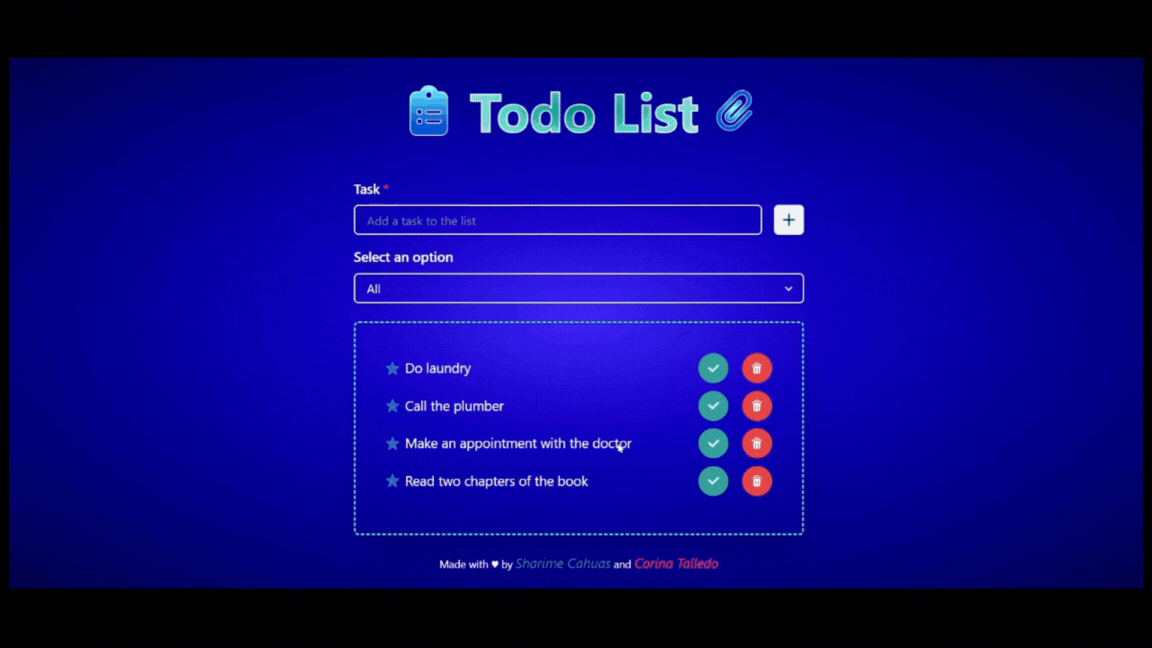 Todo List
Task *
Add a task to the list
Select an option
All
Do laundry
Call the plumber
Make an appointment with the doctor
Read two chapters of the book
Made with ♥ by Sharime Cahuas and Corina Talledo